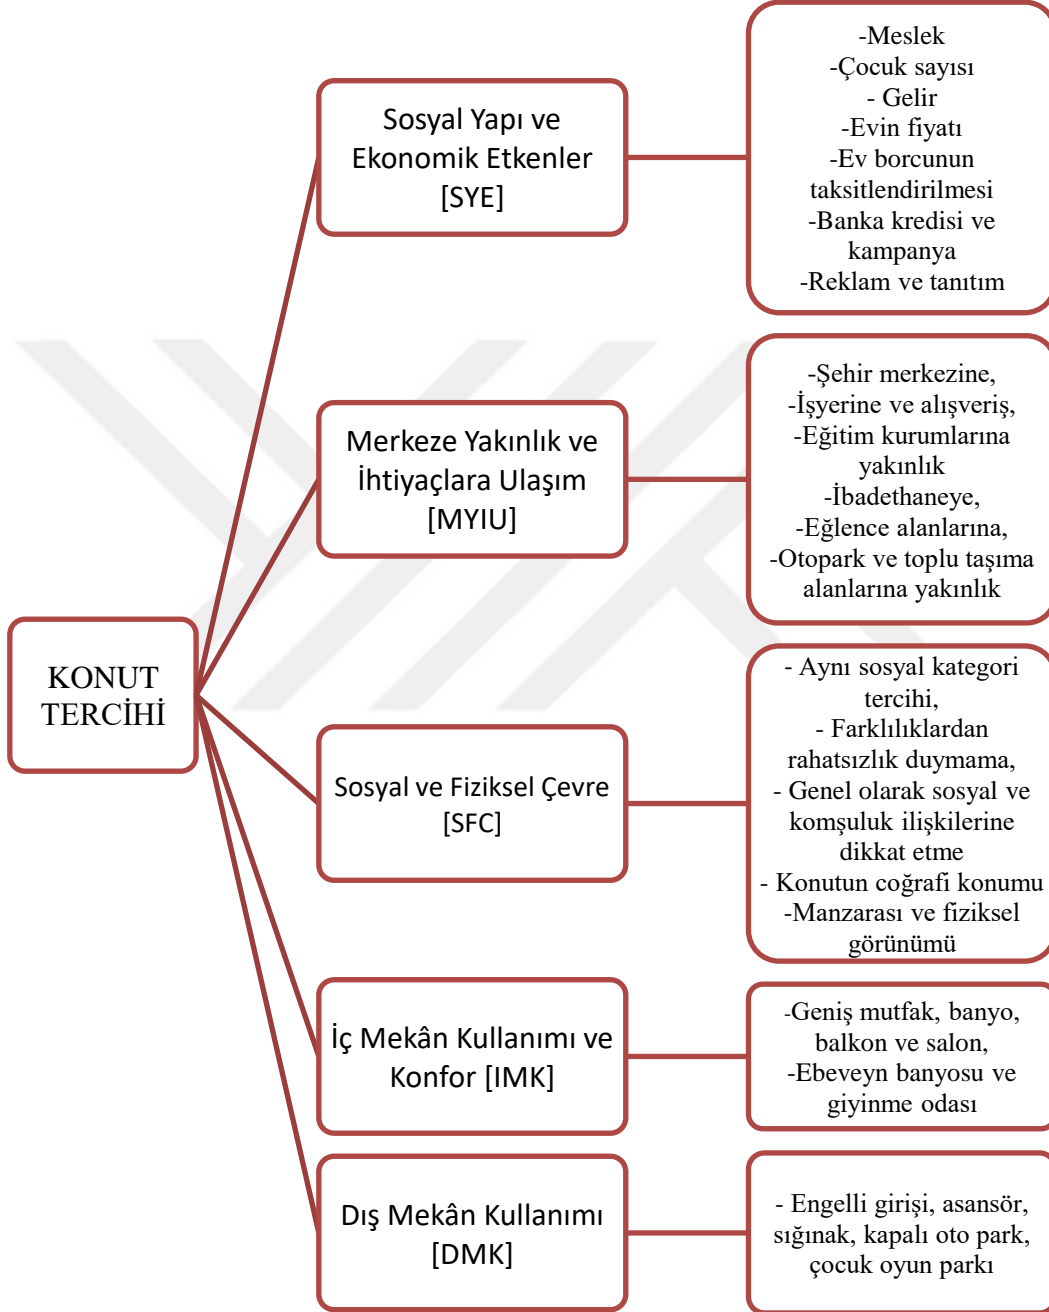 KONUT
TERCİHİ
Sosyal Yapı ve
Ekonomik Etkenler
[SYE]
-Meslek
-Çocuk sayısı
- Gelir
-Evin fiyatı
-Ev borcunun
taksitlendirilmesi
-Banka kredisi ve
kampanya
-Reklam ve tanıtım
Merkeze Yakınlık ve
İhtiyaçlara Ulaşım
[MYIU]
-Şehir merkezine,
-İşyerine ve alışveriş,
-Eğitim kurumlarına
yakınlık
-İbadethaneye,
-Eğlence alanlarına,
-Otopark ve toplu taşıma
alanlarına yakınlık
Sosyal ve Fiziksel Çevre
[SFC]
- Aynı sosyal kategori
tercihi,
- Farklılıklardan
rahatsızlık duymama,
- Genel olarak sosyal ve
komşuluk ilişkilerine
dikkat etme
- Konutun coğrafi konumu
-Manzarası ve fiziksel
görünümü
İç Mekân Kullanımı ve
Konfor [IMK]
-Geniş mutfak, banyo,
balkon ve salon,
-Ebeveyn banyosu ve
giyinme odası
Dış Mekân Kullanımı
[DMK]
- Engelli girişi, asansör,
sığınak, kapalı oto park,
çocuk oyun parkı